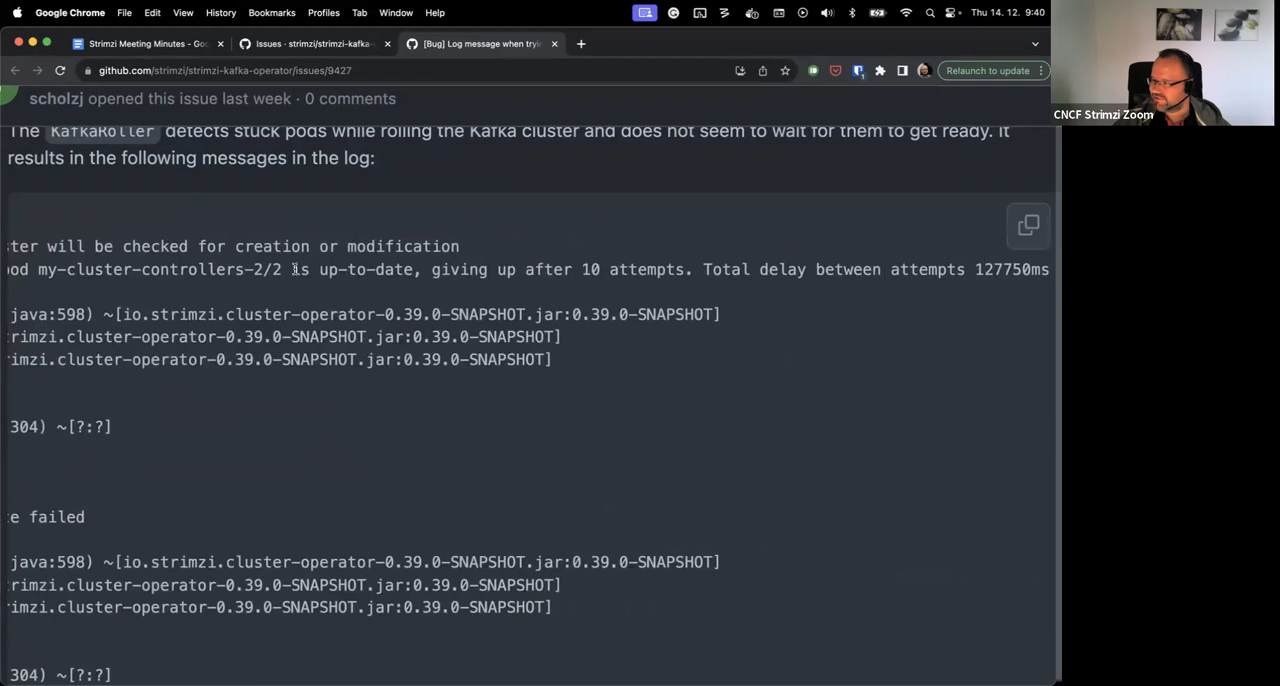 Google Chrome File Edit View History Bookmarks Profiles Tab Window Help Thu 14. 12. 9:40
Strimzi Meeting Minutes - Goo Issues · strimzi/strimzi-kafka- [Bug] Log message when tryin
github.com/strimzi/strimzi-kafka-operator/issues/9427 Relaunch to update
scholzj opened this issue last week · 0 comments
CNCF Strimzi Zoom
The KafkaRoller detects stuck pods while rolling the Kafka cluster and does not seem to wait for them to get ready. It
results in the following messages in the log:
ster will be checked for creation or modification
ood my-cluster-controllers-2/2 is up-to-date, giving up after 10 attempts. Total delay between attempts 127750ms
java:598) ~[io.strimzi.cluster-operator-0.39.0-SNAPSHOT.jar:0.39.0-SNAPSHOT]
trimzi.cluster-operator-0.39.0-SNAPSHOT.jar:0.39.0-SNAPSHOT]
rimzi.cluster-operator-0.39.0-SNAPSHOT.jar:0.39.0-SNAPSHOT]
304) ~[?:?]
te failed
java:598) ~[io.strimzi.cluster-operator-0.39.0-SNAPSHOT.jar:0.39.0-SNAPSHOT]
trimzi.cluster-operator-0.39.0-SNAPSHOT.jar:0.39.0-SNAPSHOT]
rimzi.cluster-operator-0.39.0-SNAPSHOT.jar:0.39.0-SNAPSHOT]
304) ~[?:?]